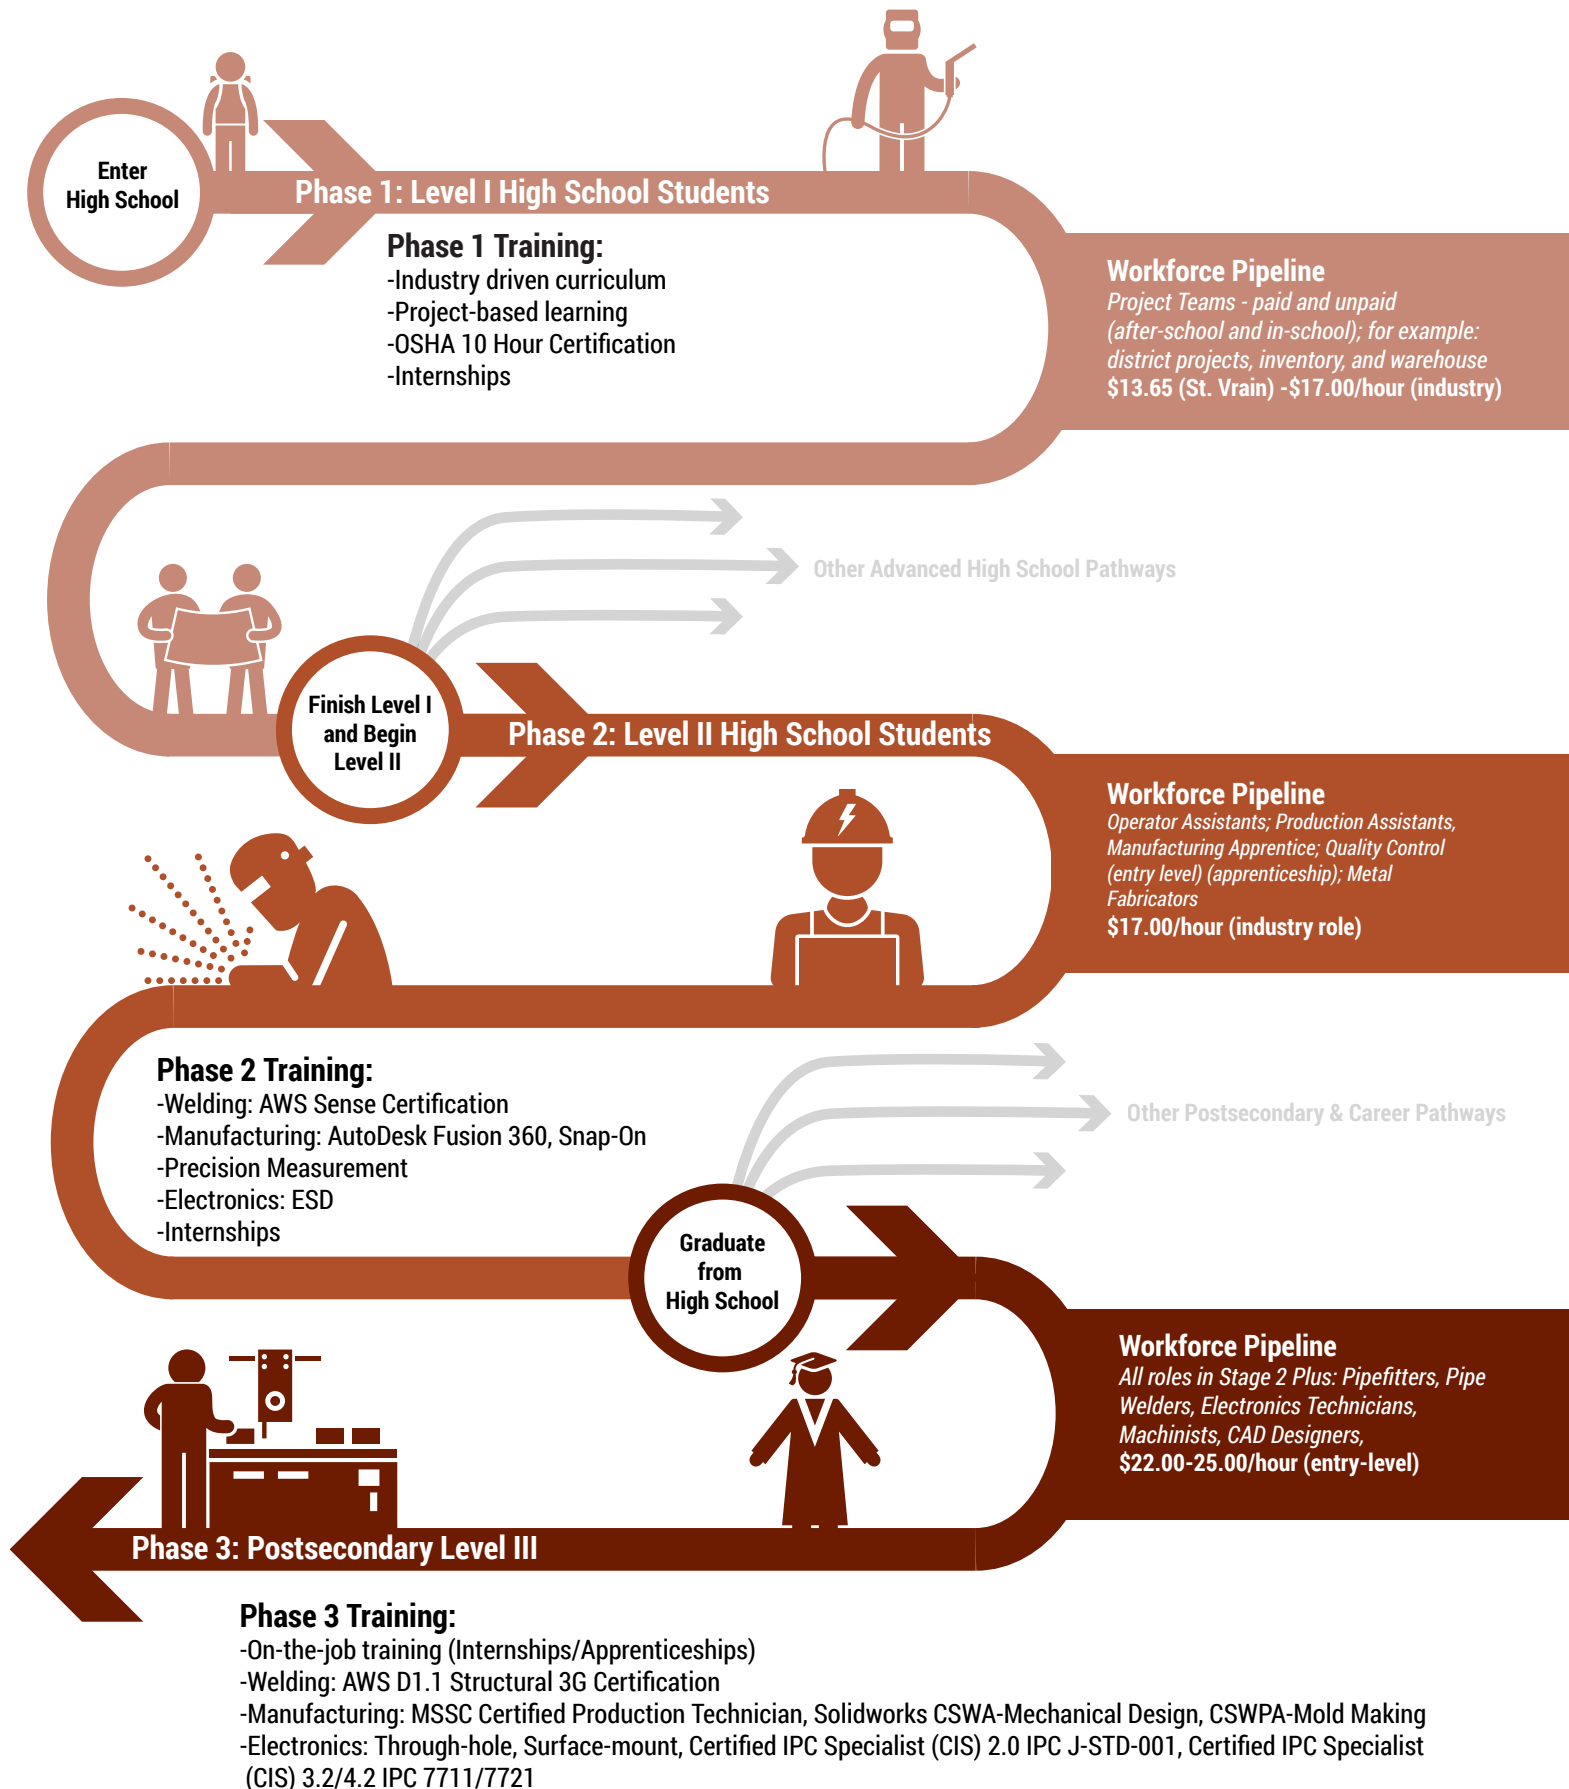 Enter
High School
Phase 1: Level I High School Students
Phase 1 Training:
-Industry driven curriculum
-Project-based learning
-OSHA 10 Hour Certification
-Internships
Workforce Pipeline
Project Teams - paid and unpaid
(after-school and in-school); for example:
district projects, inventory, and warehouse
$13.65 (St. Vrain) -$17.00/hour (industry)
Other Advanced High School Pathways
Finish Level I
and Begin
Level II
Phase 2: Level II High School Students
Workforce Pipeline
Operator Assistants; Production Assistants,
Manufacturing Apprentice; Quality Control
(entry level) (apprenticeship); Metal
Fabricators
$17.00/hour (industry role)
Phase 2 Training:
-Welding: AWS Sense Certification
-Manufacturing: AutoDesk Fusion 360, Snap-On
-Precision Measurement
-Electronics: ESD
-Internships
Other Postsecondary & Career Pathways
Graduate
from
High School
Workforce Pipeline
All roles in Stage 2 Plus: Pipefitters, Pipe
Welders, Electronics Technicians,
Machinists, CAD Designers,
$22.00-25.00/hour (entry-level)
Phase 3: Postsecondary Level III
Phase 3 Training:
-On-the-job training (Internships/Apprenticeships)
-Welding: AWS D1.1 Structural 3G Certification
-Manufacturing: MSSC Certified Production Technician, Solidworks CSWA-Mechanical Design, CSWPA-Mold Making
-Electronics: Through-hole, Surface-mount, Certified IPC Specialist (CIS) 2.0 IPC J-STD-001, Certified IPC Specialist
(CIS) 3.2/4.2 IPC 7711/7721